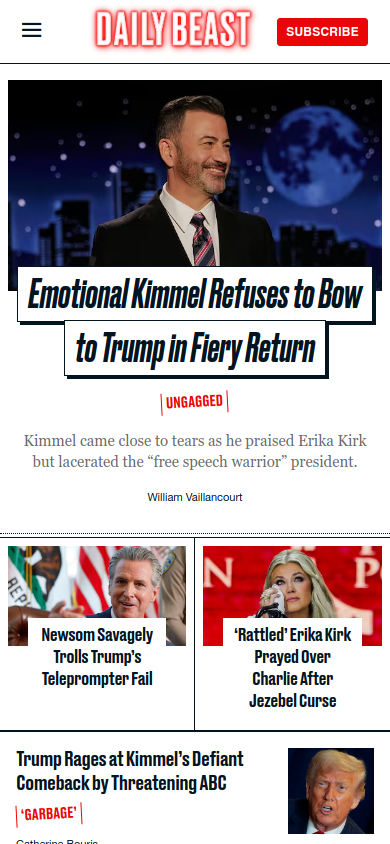 DAILY BEAST
SUBSCRIBE
Emotional Kimmel Refuses to Bow
to Trump in Fiery Return
UNGAGGED
Kimmel came close to tears as he praised Erika Kirk
but lacerated the “free speech warrior” president.
William Vaillancourt
Newsom Savagely
Trolls Trump’s
Teleprompter Fail
‘Rattled’ Erika Kirk
Prayed Over
Charlie After
Jezebel Curse
Trump Rages at Kimmel’s Defiant
Comeback by Threatening ABC
‘GARBAGE’